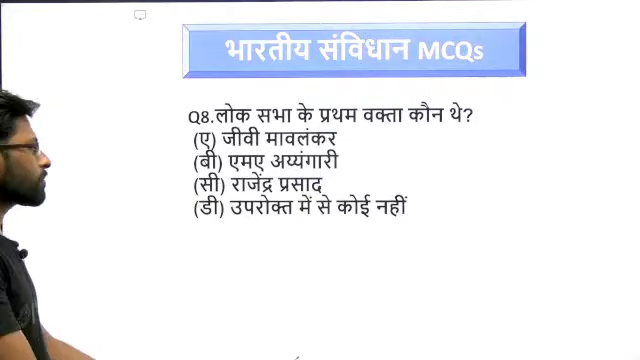 भारतीय संविधान MCQs
Q8.लोक सभा के प्रथम वक्ता कौन थे?
(ए) जीवी मावलंकर
(बी) एमए अय्यंगारी
(सी) राजेंद्र प्रसाद
(डी) उपरोक्त में से कोई नहीं